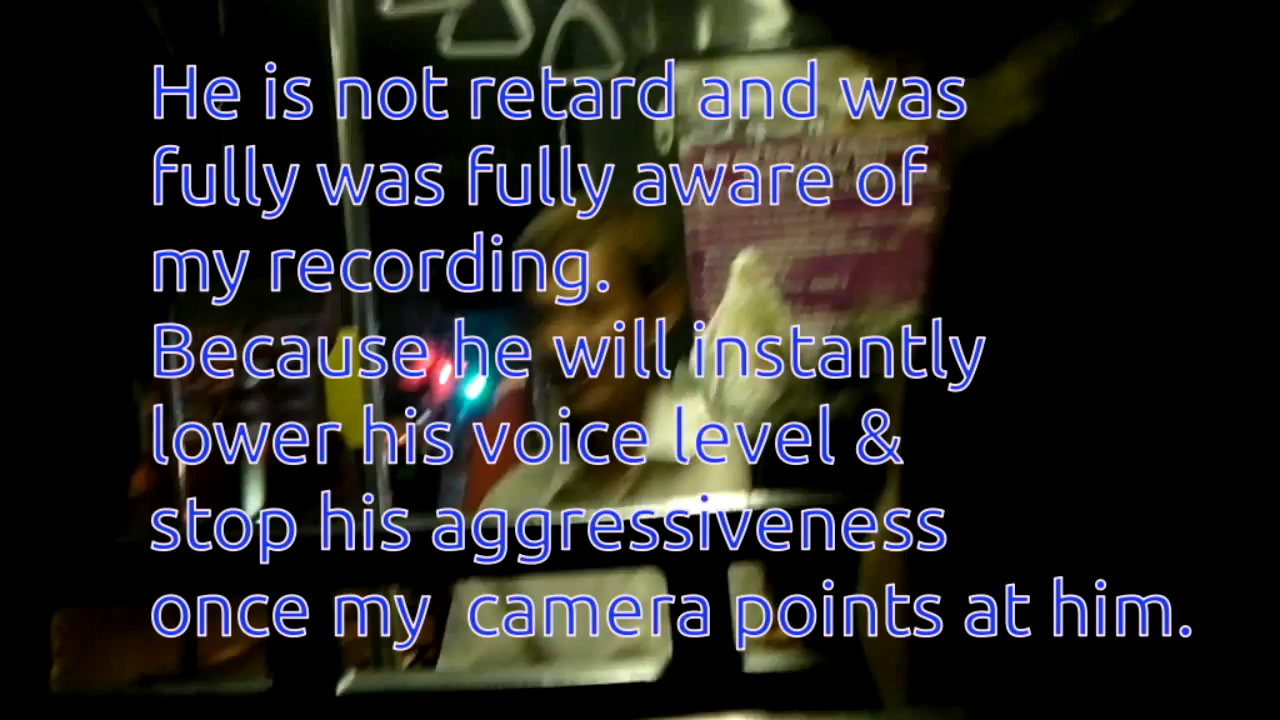 He is not retard and was
fully was fully aware of
my recording.
Because he will instantly
lower his voice level &
stop his aggressiveness
once my camera points at him.